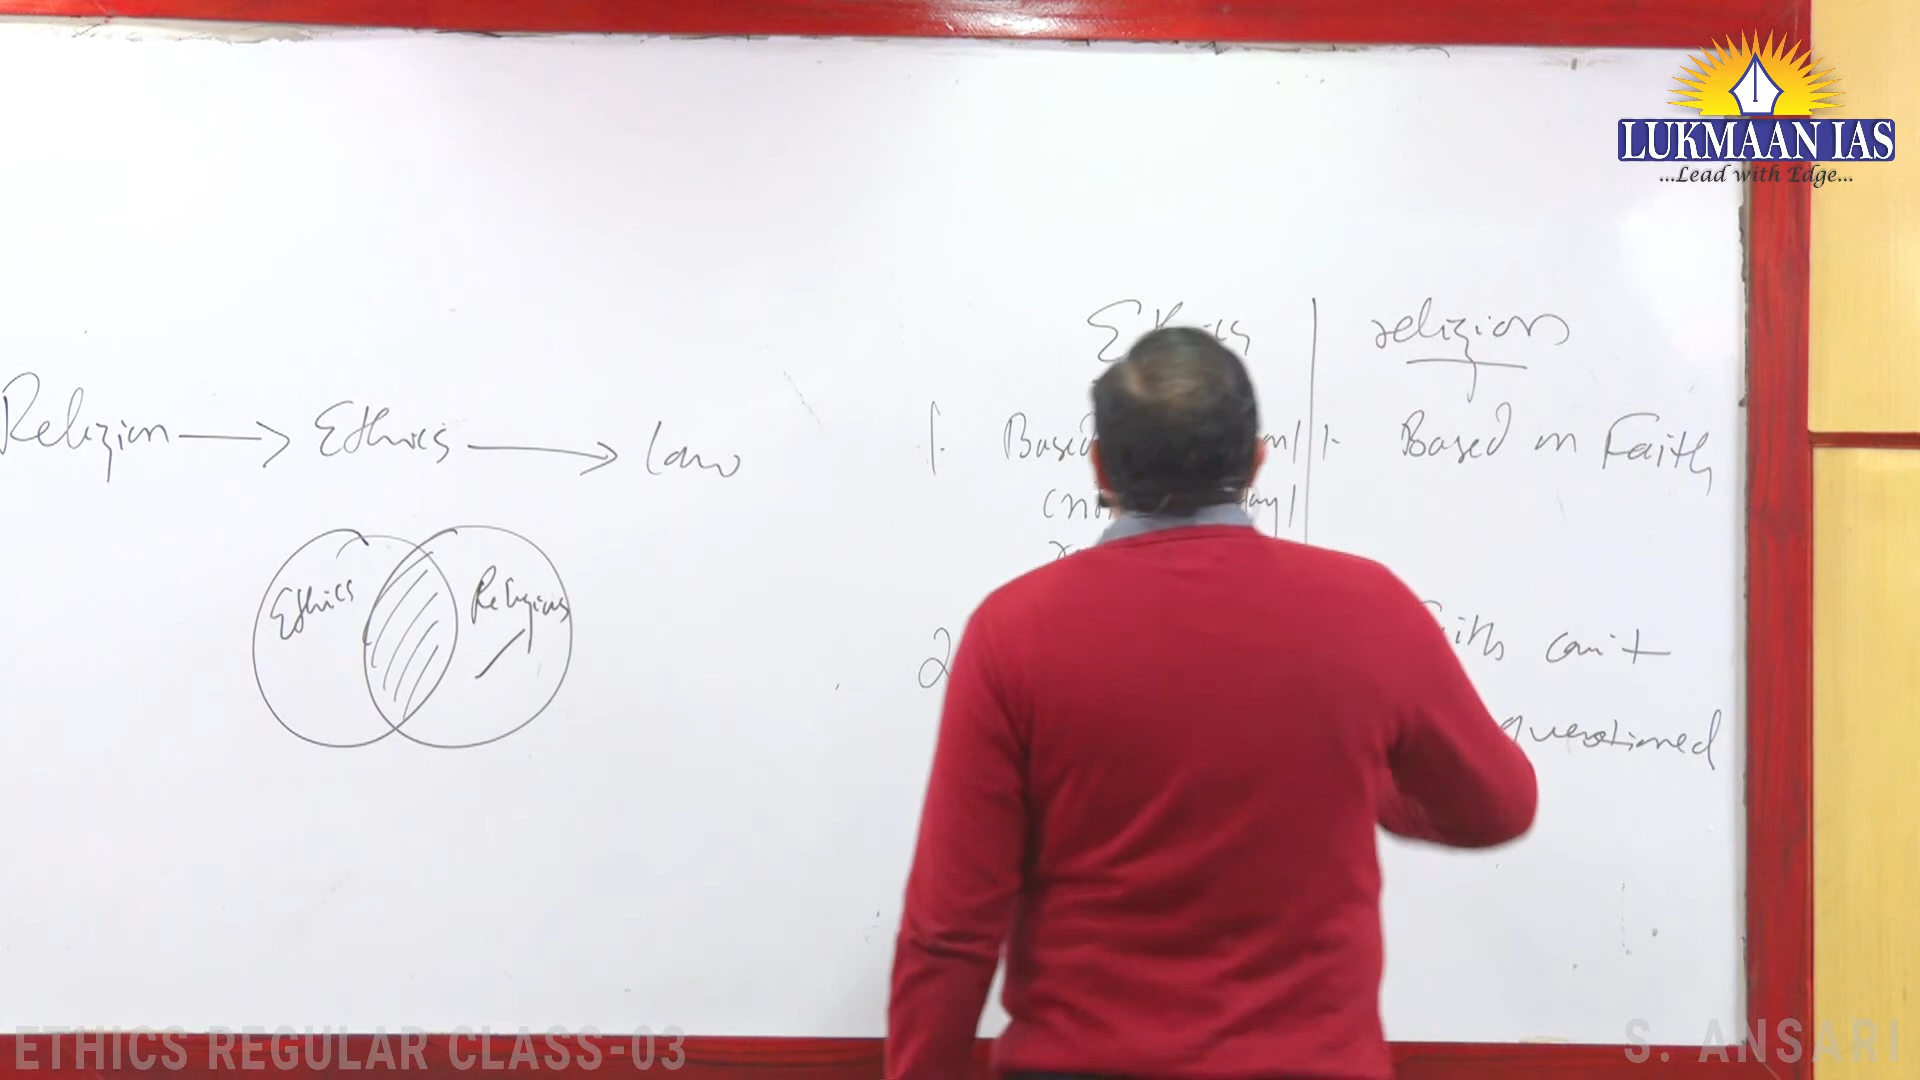 LUKMAAN IAS
...Lead with Edge...
Religion → Ethics → Law
Ethics
Religion
Ethics
religion
1. Based
1. Based on Faith
2
can't
questioned
ETHICS REGULAR CLASS-03
S. ANSARI